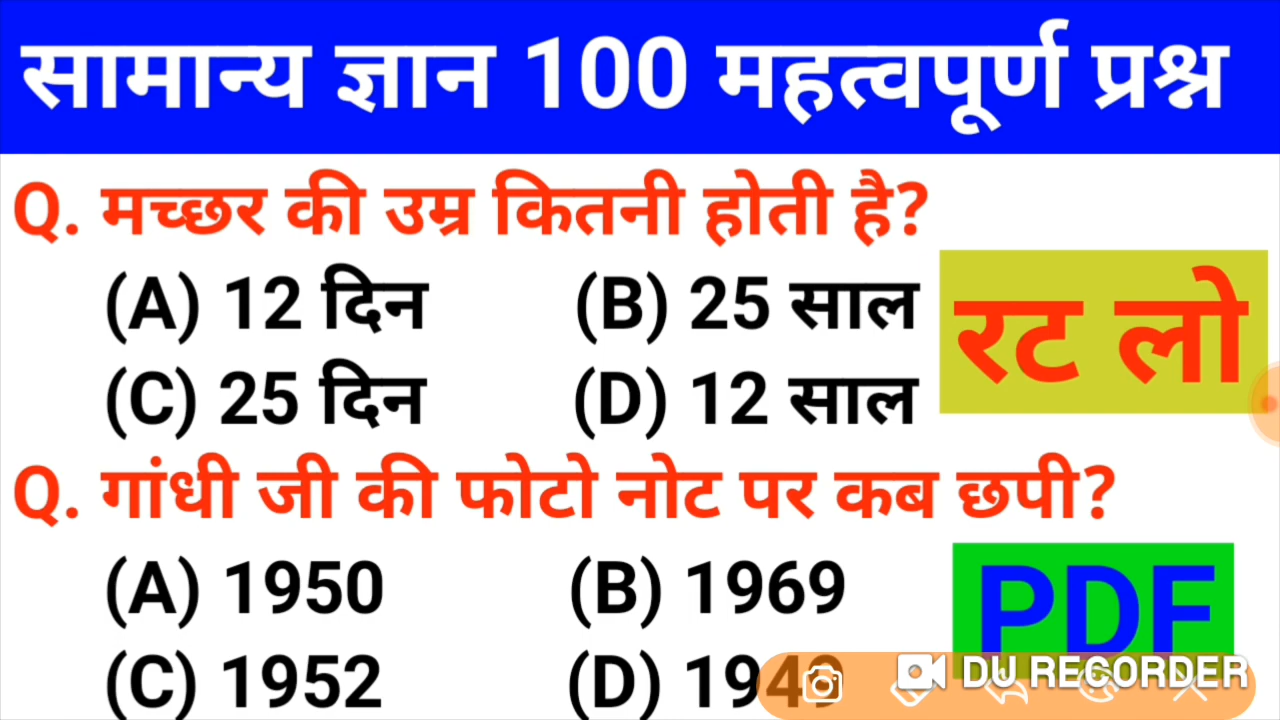 सामान्य ज्ञान 100 महत्वपूर्ण प्रश्न
Q. मच्छर की उम्र कितनी होती है?
(A) 12 दिन (B) 25 साल
रट लो
(C) 25 दिन (D) 12 साल
Q. गांधी जी की फोटो नोट पर कब छपी?
(A) 1950 (B) 1969
PDF
(C) 1952 (D) 1949
DU RECORDER